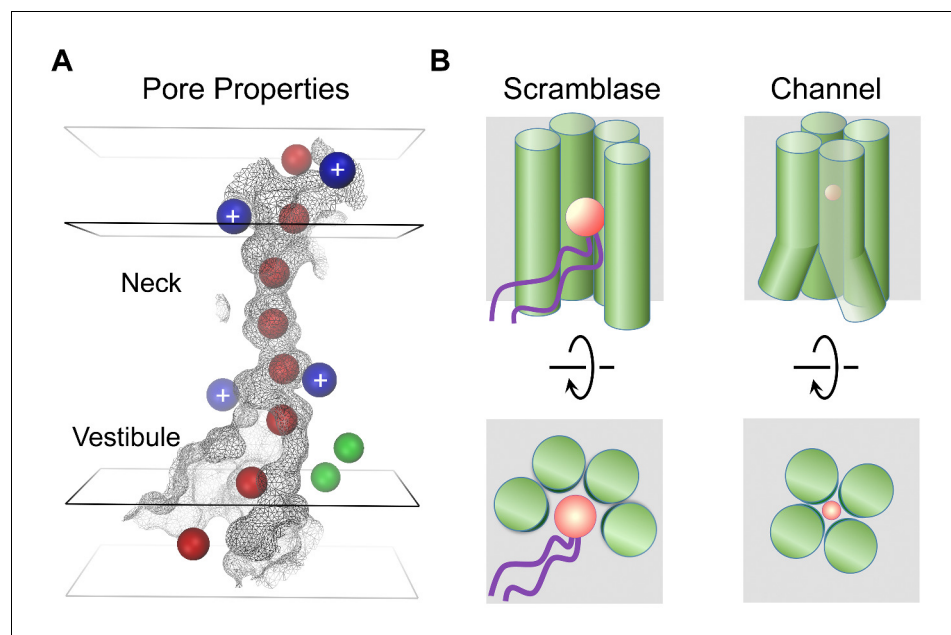 A
Pore Properties
+
+
Neck
+
+
Vestibule
B
Scramblase
Channel